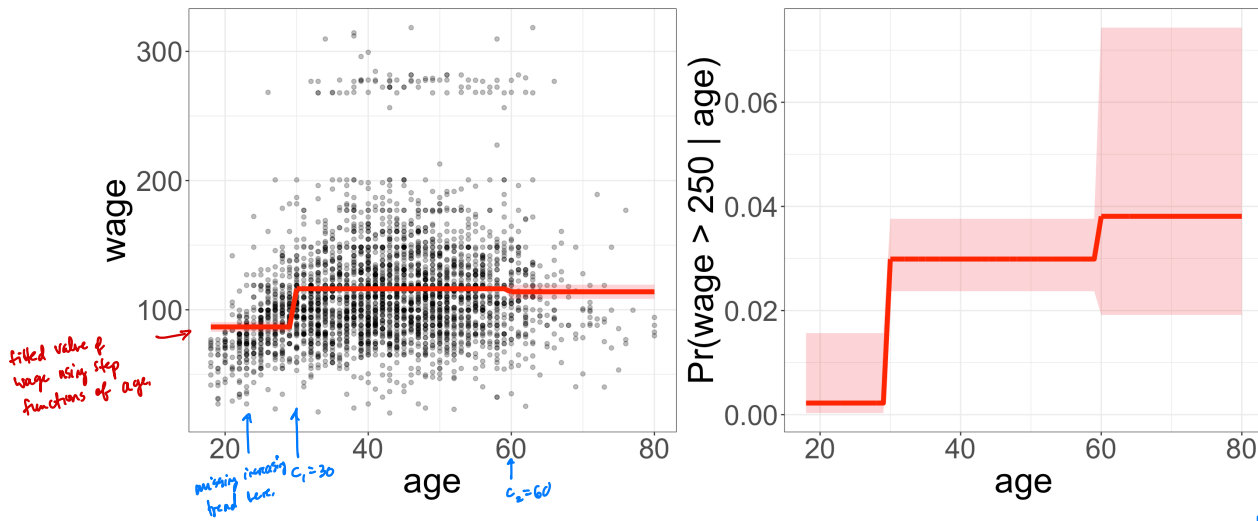 300
200
100
wage
20
40
60
80
age
fitted value of
wage using step
functions of age.
missing increasing
trend here.
c₁=30
c₂=60
0.06
0.04
0.02
0.00
Pr(wage > 250 | age)
20
40
60
80
age